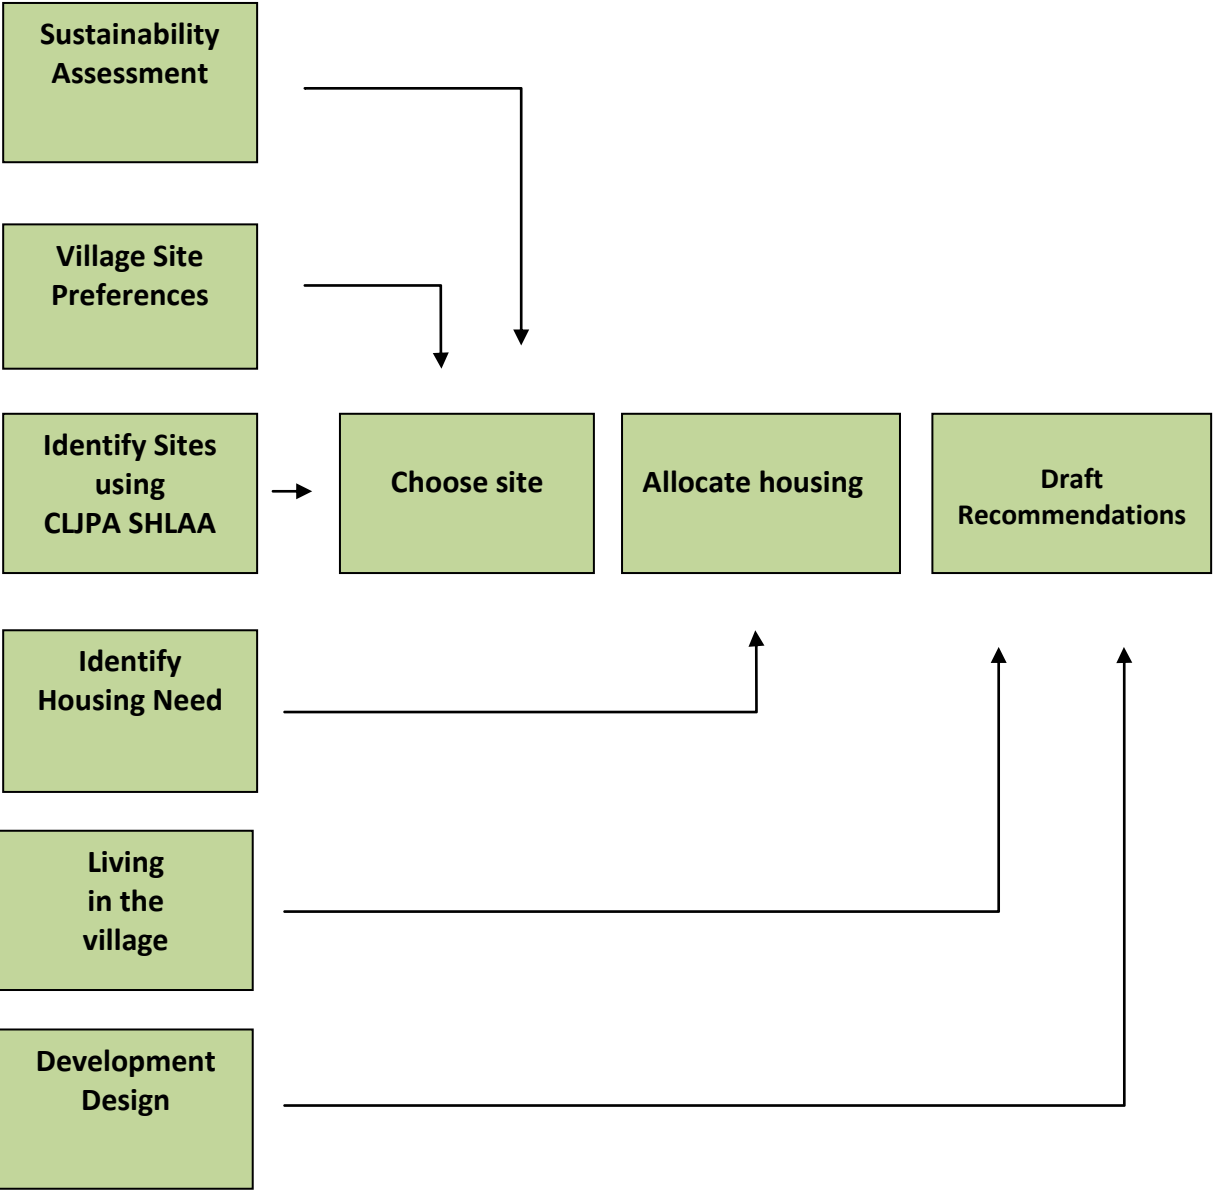 Sustainability
Assessment
Village Site
Preferences
Identify Sites
using
CLJPA SHLAA
Choose site
Allocate housing
Draft
Recommendations
Identify
Housing Need
Living
in the
village
Development
Design